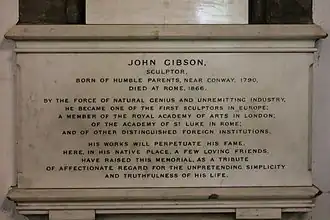 JOHN GIBSON,
SCULPTOR,
BORN OF HUMBLE PARENTS, NEAR CONWAY, 1790,
DIED AT ROME, 1866.
BY THE FORCE OF NATURAL GENIUS AND UNREMITTING INDUSTRY,
HE BECAME ONE OF THE FIRST SCULPTORS IN EUROPE;
A MEMBER OF THE ROYAL ACADEMY OF ARTS IN LONDON;
OF THE ACADEMY OF ST LUKE IN ROME;
AND OF OTHER DISTINGUISHED FOREIGN INSTITUTIONS.
HIS WORKS WILL PERPETUATE HIS FAME.
HERE, IN HIS NATIVE PLACE, A FEW LOVING FRIENDS,
HAVE RAISED THIS MEMORIAL, AS A TRIBUTE
OF AFFECTIONATE REGARD FOR THE UNPRETENDING SIMPLICITY
AND TRUTHFULNESS OF HIS LIFE.